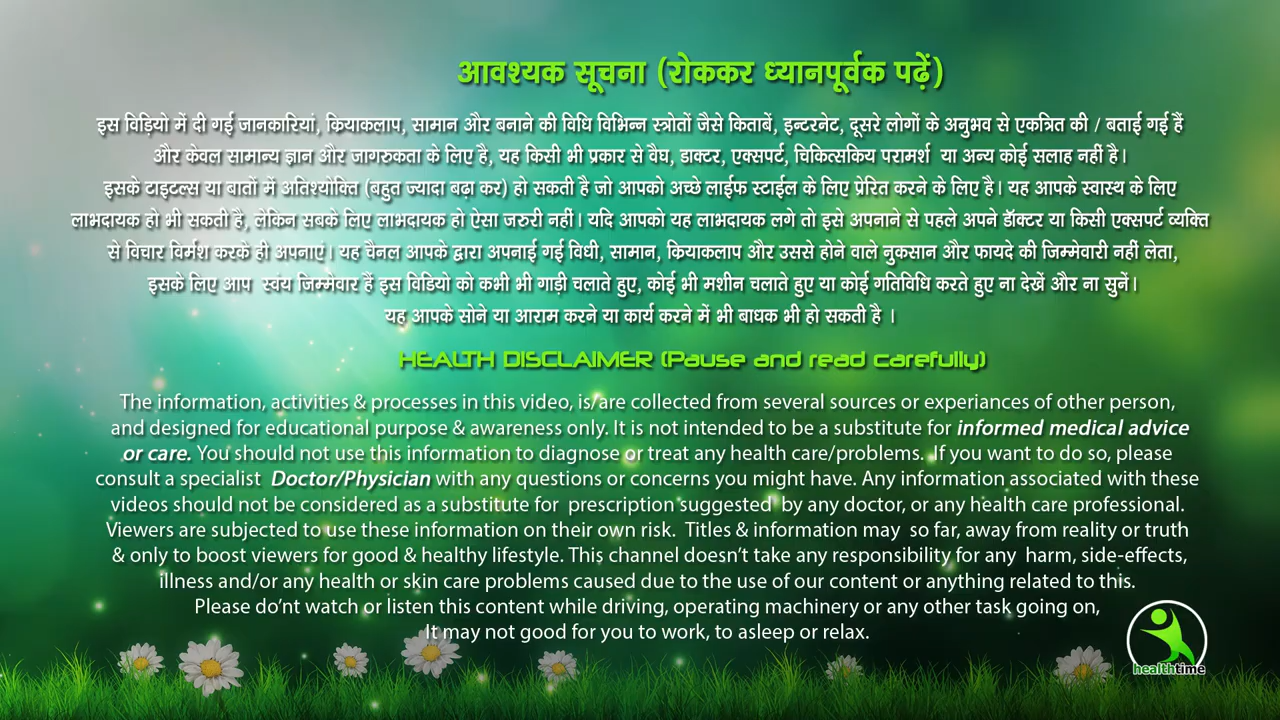 आवश्यक सूचना (रोककर ध्यानपूर्वक पढ़ें)
इस विड़ियो में दी गई जानकारियां, क्रियाकलाप, सामान और बनाने की विधि विभिन्न स्त्रोतों जैसे किताबें, इन्टरनेट, दूसरे लोगों के अनुभव से एकत्रित की / बताई गई हैं
और केवल सामान्य ज्ञान और जागरुकता के लिए है, यह किसी भी प्रकार से वैघ, डाक्टर, एक्सपर्ट, चिकित्सकिय परामर्श या अन्य कोई सलाह नहीं है।
इसके टाइटल्स या बातों में अतिश्योक्ति (बहुत ज्यादा बढ़ा कर) हो सकती है जो आपको अच्छे लाईफ स्टाईल के लिए प्रेरित करने के लिए है। यह आपके स्वास्थ के लिए
लाभदायक हो भी सकती है, लेकिन सबके लिए लाभदायक हो ऐसा जरुरी नहीं। यदि आपको यह लाभदायक लगे तो इसे अपनाने से पहले अपने डॅाक्टर या किसी एक्सपर्ट व्यक्ति
से विचार विर्मश करके ही अपनाएं। यह चैनल आपके द्वारा अपनाई गई विधी, सामान, क्रियाकलाप और उससे होने वाले नुकसान और फायदे की जिम्मेवारी नहीं लेता,
इसके लिए आप स्वंय जिम्मेवार हैं इस विडियो को कभी भी गाड़ी चलाते हुए, कोई भी मशीन चलाते हुए या कोई गतिविधि करते हुए ना देखें और ना सुनें।
यह आपके सोने या आराम करने या कार्य करने में भी बाधक भी हो सकती है ।
HEALTH DISCLAIMER (Pause and read carefully)
The information, activities & processes in this video, is/are collected from several sources or experiances of other person,
and designed for educational purpose & awareness only. It is not intended to be a substitute for informed medical advice
or care. You should not use this information to diagnose or treat any health care/problems. If you want to do so, please
consult a specialist Doctor/Physician with any questions or concerns you might have. Any information associated with these
videos should not be considered as a substitute for prescription suggested by any doctor, or any health care professional.
Viewers are subjected to use these information on their own risk. Titles & information may so far, away from reality or truth
& only to boost viewers for good & healthy lifestyle. This channel doesn't take any responsibility for any harm, side-effects,
illness and/or any health or skin care problems caused due to the use of our content or anything related to this.
Please do'nt watch or listen this content while driving, operating machinery or any other task going on,
It may not good for you to work, to asleep or relax.
healthtime